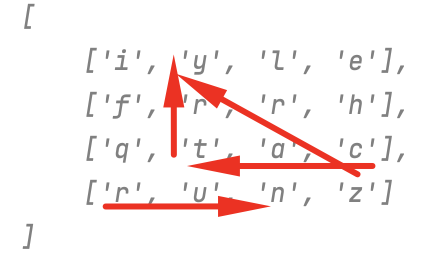 [
['i', 'y', 'l', 'e'],
['f', 'r', 'r', 'h'],
['q', 't', 'a', 'c'],
['r', 'u', 'n', 'z']
]